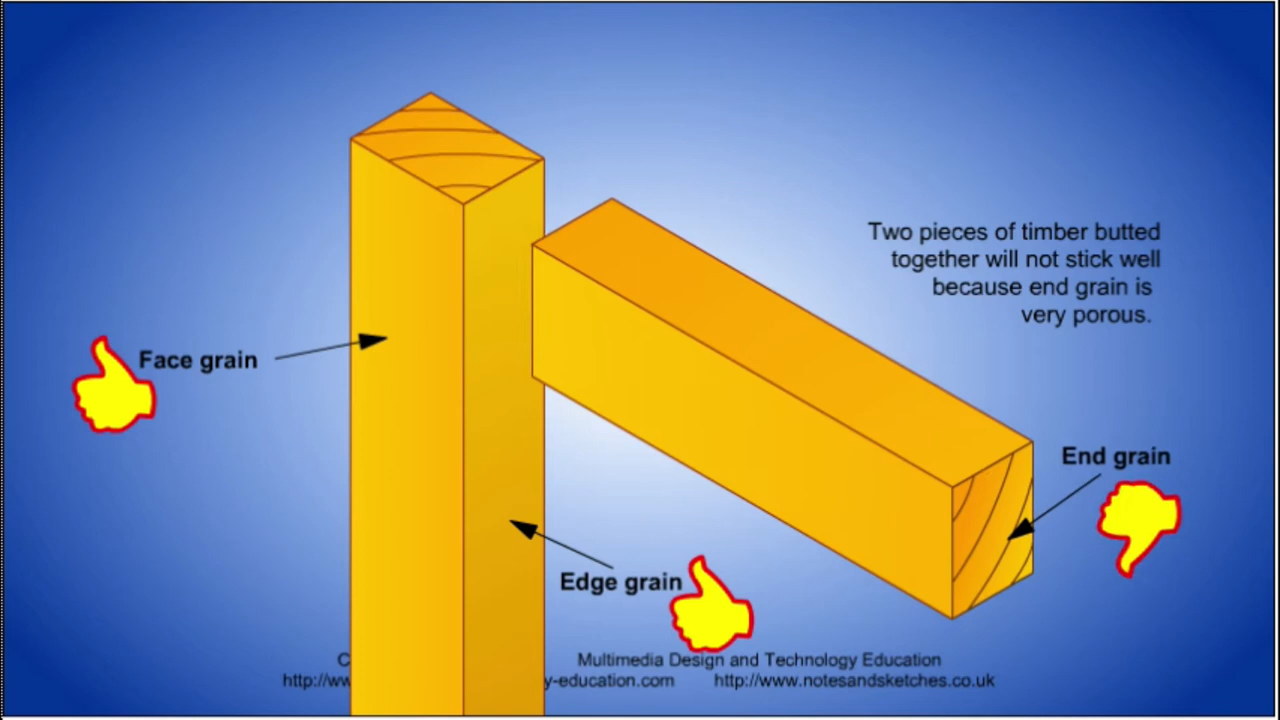 Two pieces of timber butted
together will not stick well
because end grain is
very porous.
Face grain
End grain
Edge grain
Multimedia Design and Technology Education
http://www.notesandsketches.co.uk